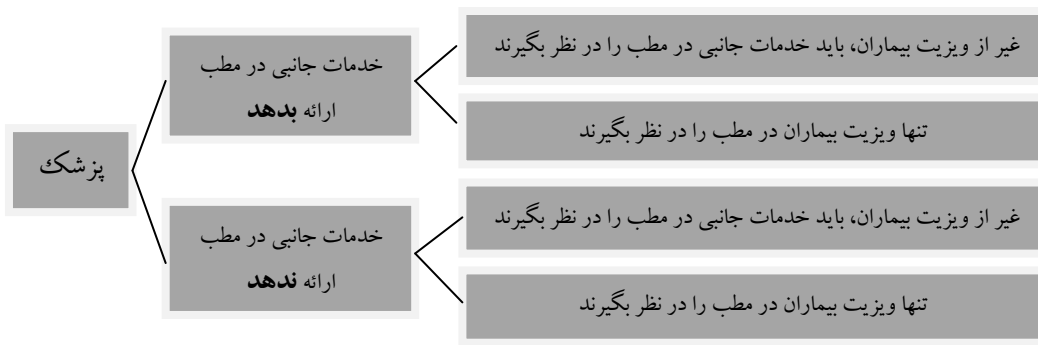 پزشک
خدمات جانبی در مطب
ارائه بدهد
غیر از ویزیت بیماران، باید خدمات جانبی در مطب را در نظر بگیرند
تنها ویزیت بیماران در مطب را در نظر بگیرند
خدمات جانبی در مطب
ارائه ندهد
غیر از ویزیت بیماران، باید خدمات جانبی در مطب را در نظر بگیرند
تنها ویزیت بیماران در مطب را در نظر بگیرند